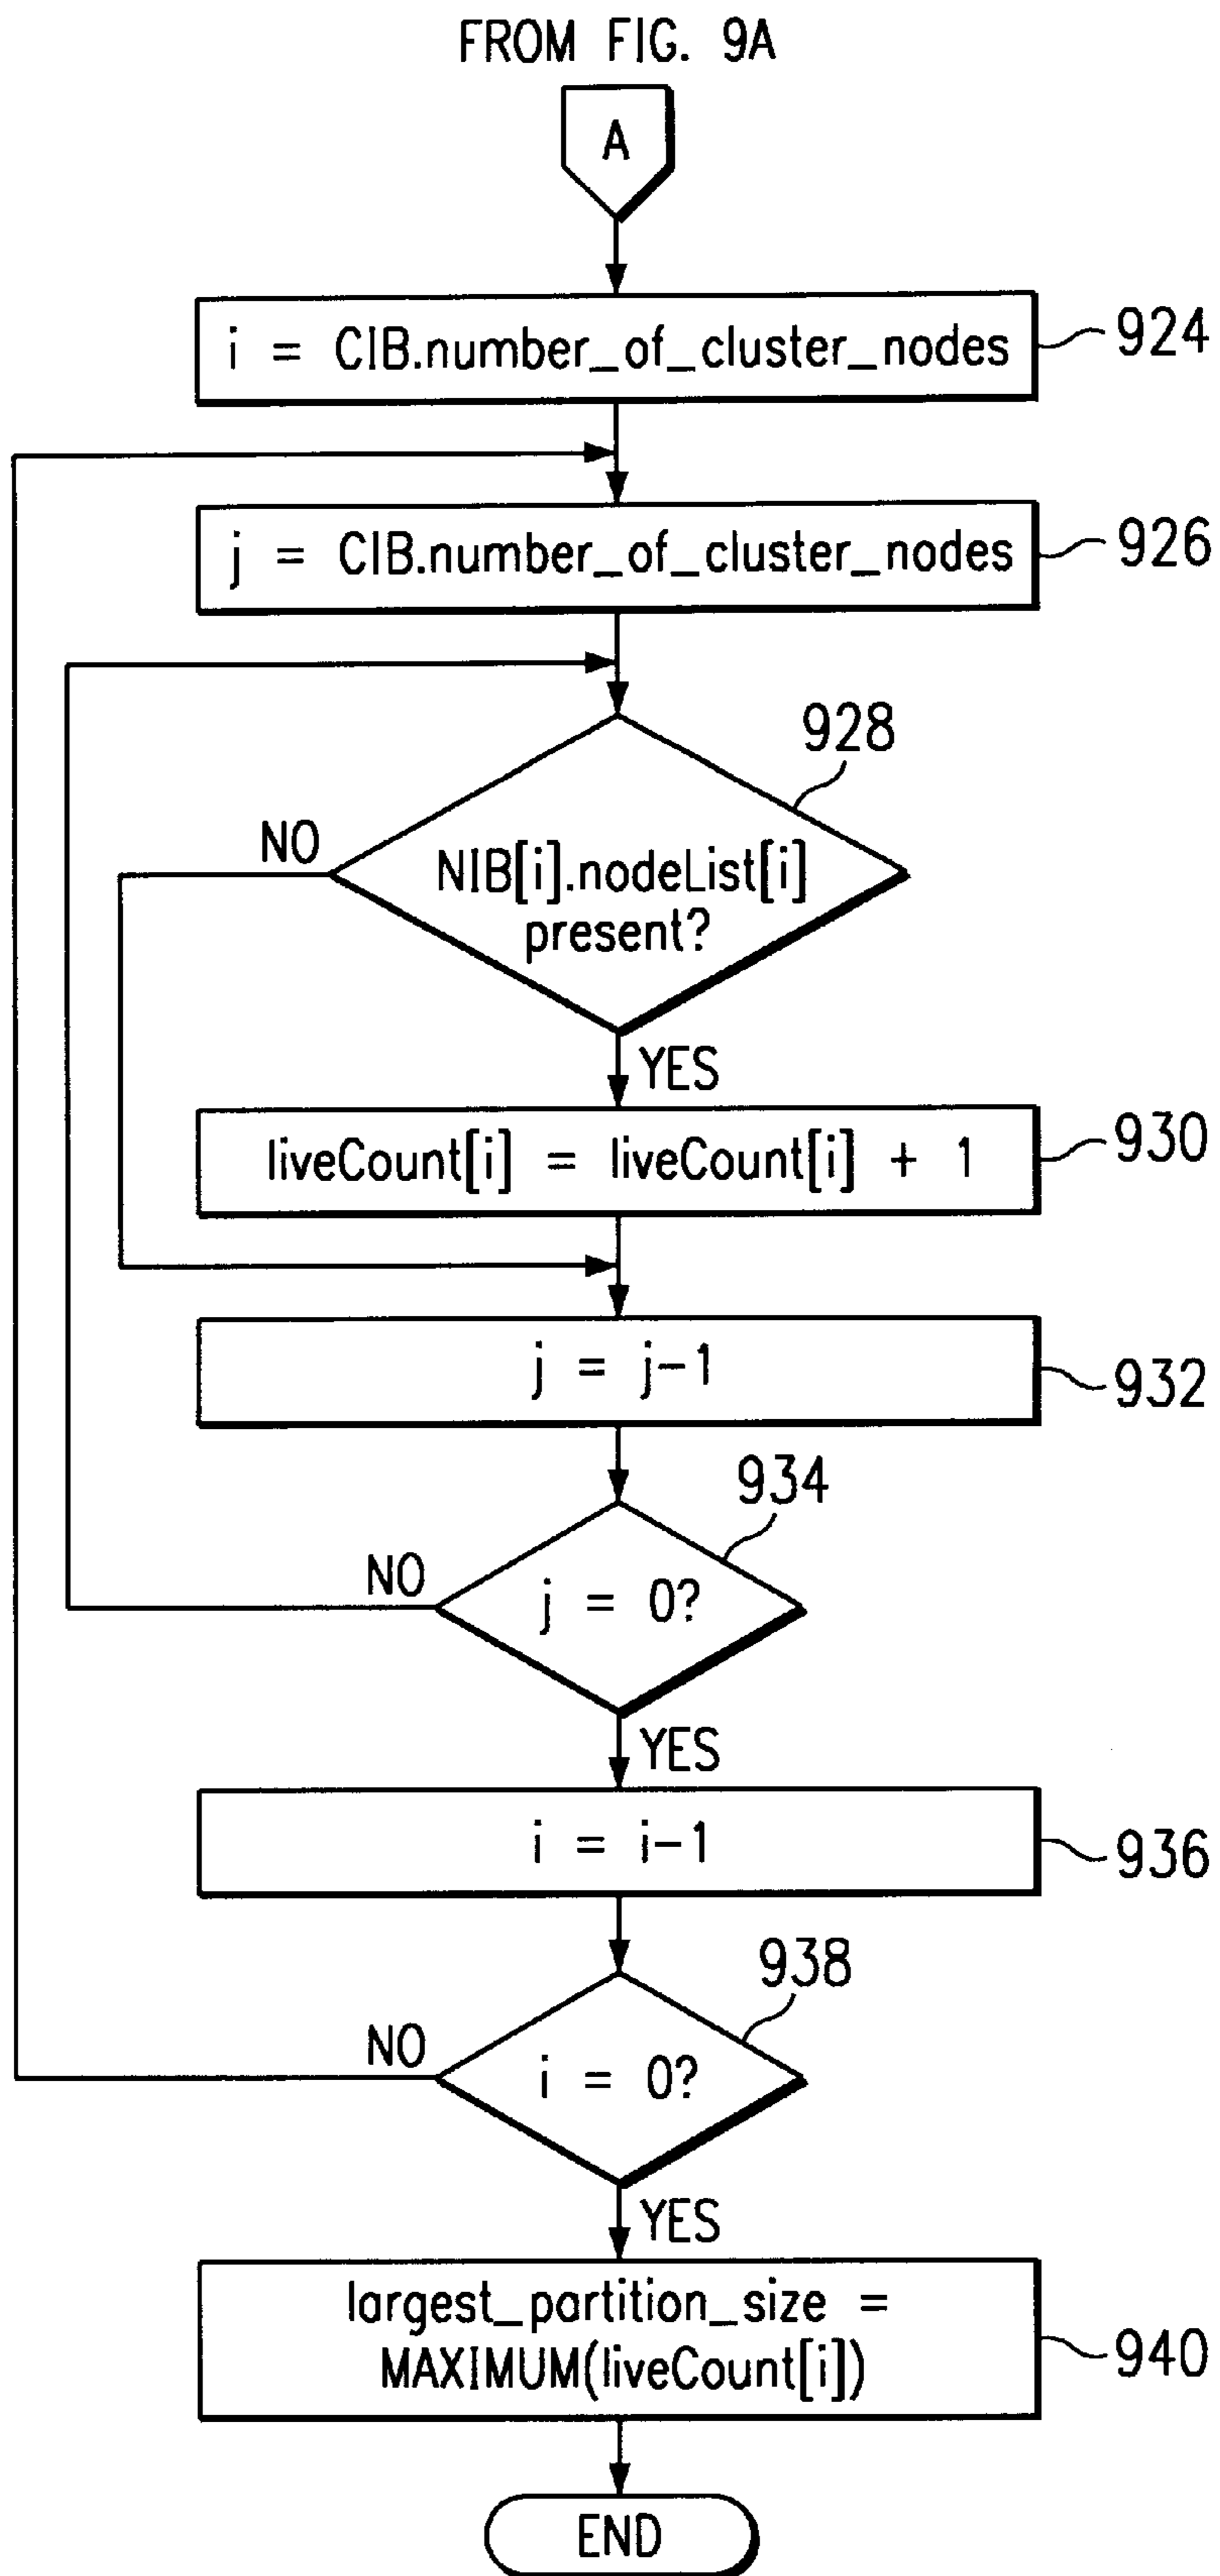 FROM FIG. 9A
A
i = CIB.number_of_cluster_nodes
924
j = CIB.number_of_cluster_nodes
926
928
NO
NIB[i].nodeList[i]
present?
YES
liveCount[i] = liveCount[i] + 1
930
j = j-1
932
934
NO
j = 0?
YES
i = i-1
936
938
NO
i = 0?
YES
largest_partition_size =
MAXIMUM(liveCount[i])
940
END